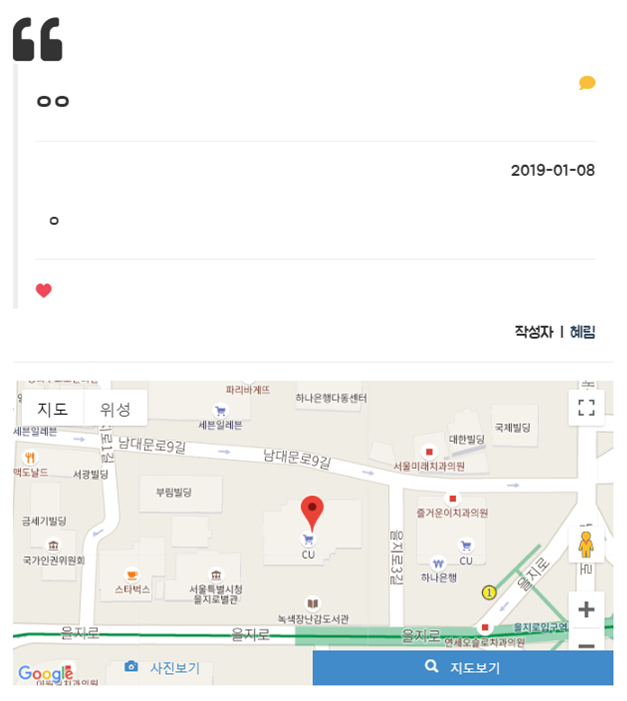 ㅇㅇ
2019-01-08
ㅇ
작성자 | 혜림
파리바게뜨
하나은행다동센터
지도 위성
세븐일레븐
국제빌딩
세븐일레븐
대한빌딩
남대문로9길
남대문로9길
맥도날드
서광빌딩
서울미래치과의원
부림빌딩
즐거운이치과의원
금세기빌딩
을지로3길
CU
CU
국가인권위원회
하나은행
스타벅스
서울특별시청
을지로별관
을지로
1
녹색장난감도서관
을지로
을지로
을지로
을지로입구역
연세오슬로치과의원
Google
사진보기
지도보기